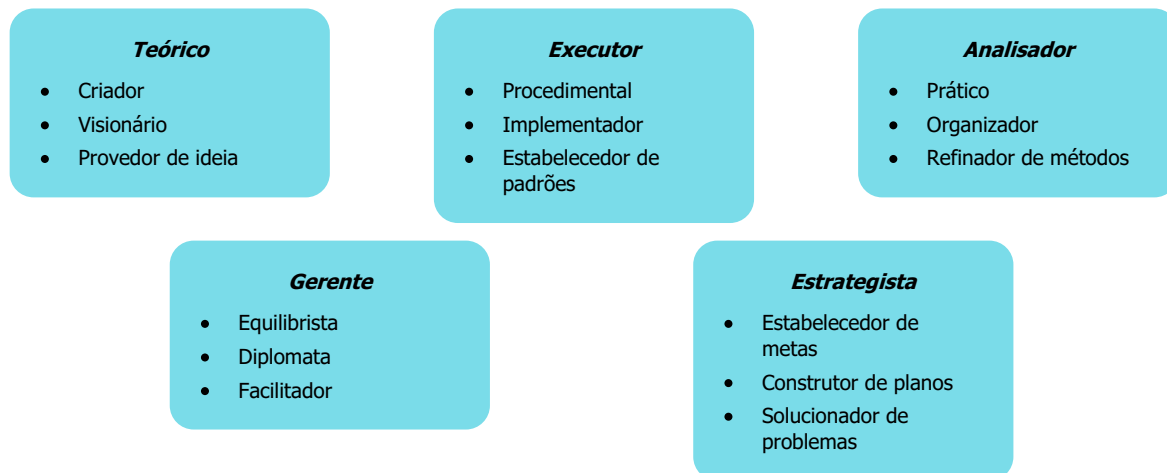 Teórico
• Criador
• Visionário
• Provedor de ideia
Executor
• Procedimental
• Implementador
• Estabelecedor de
padrões
Analisador
• Prático
• Organizador
• Refinador de métodos
Gerente
• Equilibrista
• Diplomata
• Facilitador
Estrategista
• Estabelecedor de
metas
• Construtor de planos
• Solucionador de
problemas